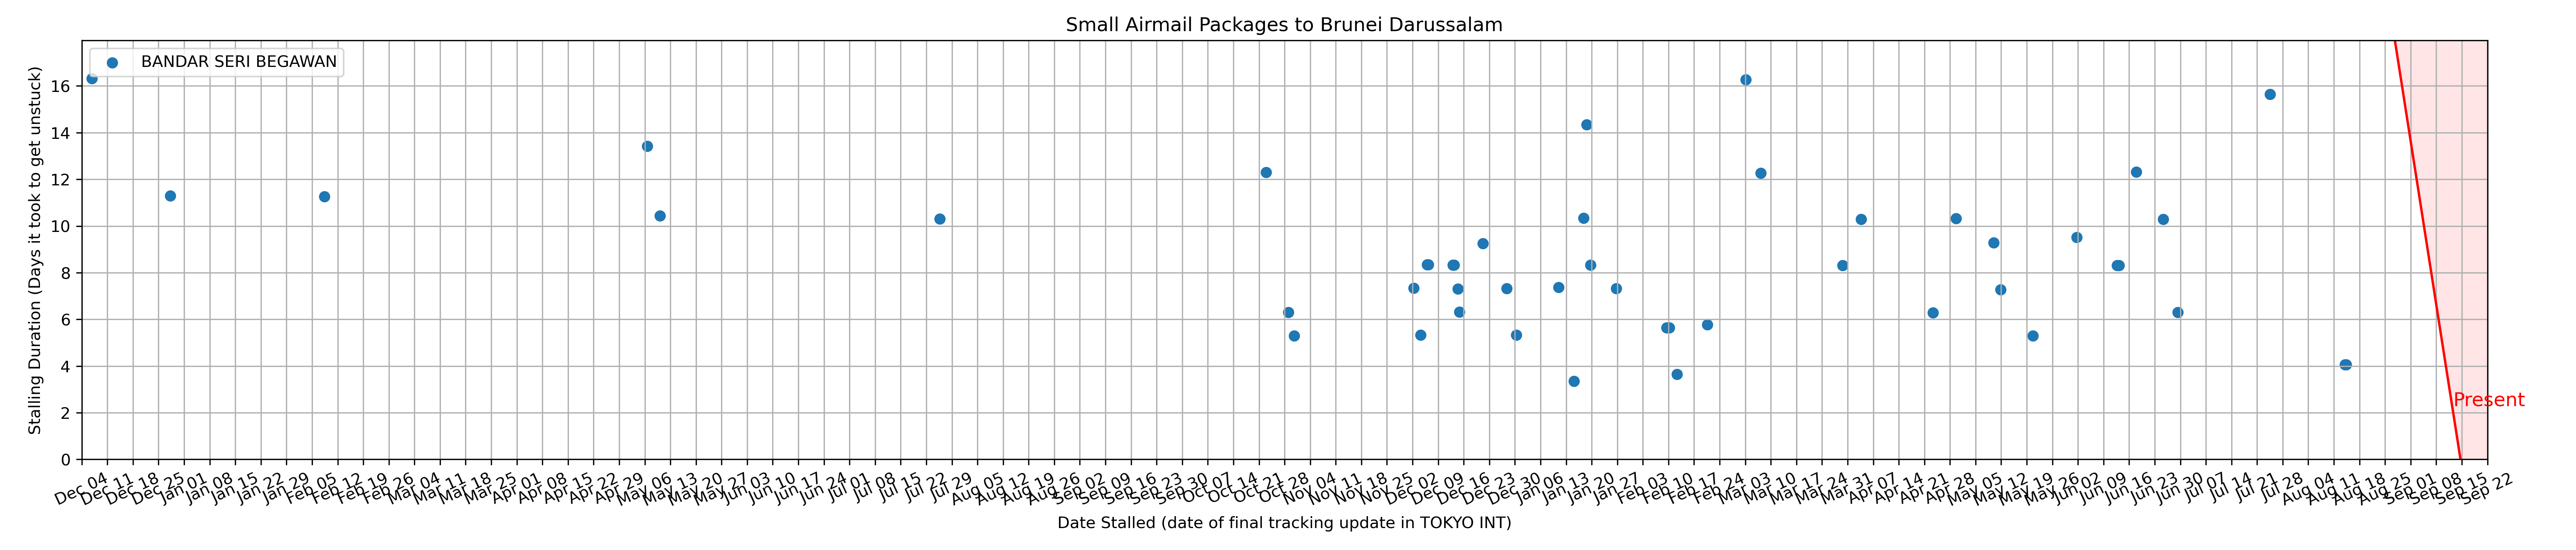 Small Airmail Packages to Brunei Darussalam
BANDAR SERI BEGAWAN
Stalling Duration (Days it took to get unstuck)
16
14
12
10
8
6
4
2
0
Present
Dec 04 Dec 11 Dec 18 Dec 25 Jan 01 Jan 08 Jan 15 Jan 22 Jan 29 Feb 05 Feb 12 Feb 19 Feb 26 Mar 04 Mar 11 Mar 18 Mar 25 Apr 01 Apr 08 Apr 15 Apr 22 Apr 29 May 06 May 13 May 20 May 27 Jun 03 Jun 10 Jun 17 Jun 24 Jul 01 Jul 08 Jul 15 Jul 22 Jul 29 Aug 05 Aug 12 Aug 19 Aug 26 Sep 02 Sep 09 Sep 16 Sep 23 Sep 30 Oct 07 Oct 14 Oct 21 Oct 28 Nov 04 Nov 11 Nov 18 Nov 25 Dec 02 Dec 09 Dec 16 Dec 23 Dec 30 Jan 06 Jan 13 Jan 20 Jan 27 Feb 03 Feb 10 Feb 17 Feb 24 Mar 03 Mar 10 Mar 17 Mar 24 Mar 31 Apr 07 Apr 14 Apr 21 Apr 28 May 05 May 12 May 19 May 26 Jun 02 Jun 09 Jun 16 Jun 23 Jun 30 Jul 07 Jul 14 Jul 21 Jul 28 Aug 04 Aug 11 Aug 18 Aug 25 Sep 01 Sep 08 Sep 15 Sep 22
Date Stalled (date of final tracking update in TOKYO INT)